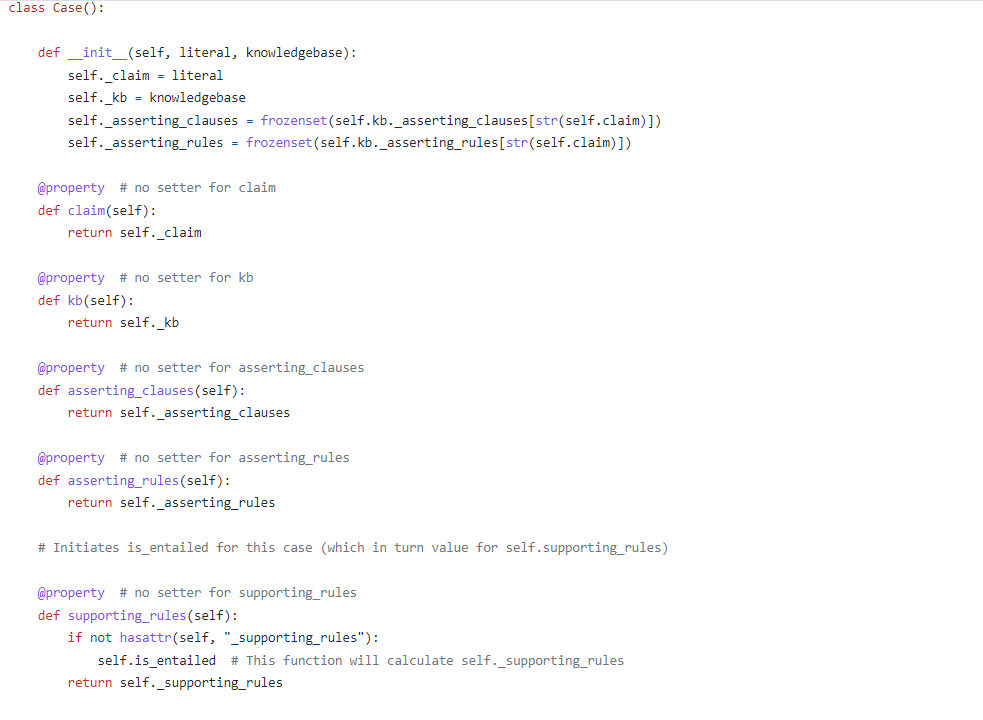 class Case():
    def __init__(self, literal, knowledgebase):
        self._claim = literal
        self._kb = knowledgebase
        self._asserting_clauses = frozenset(self.kb._asserting_clauses[str(self.claim)])
        self._asserting_rules = frozenset(self.kb._asserting_rules[str(self.claim)])
    @property  # no setter for claim
    def claim(self):
        return self._claim
    @property  # no setter for kb
    def kb(self):
        return self._kb
    @property  # no setter for asserting_clauses
    def asserting_clauses(self):
        return self._asserting_clauses
    @property  # no setter for asserting_rules
    def asserting_rules(self):
        return self._asserting_rules
    # Initiates is_entailed for this case (which in turn value for self.supporting_rules)
    @property  # no setter for supporting_rules
    def supporting_rules(self):
        if not hasattr(self, "_supporting_rules"):
            self.is_entailed  # This function will calculate self._supporting_rules
        return self._supporting_rules